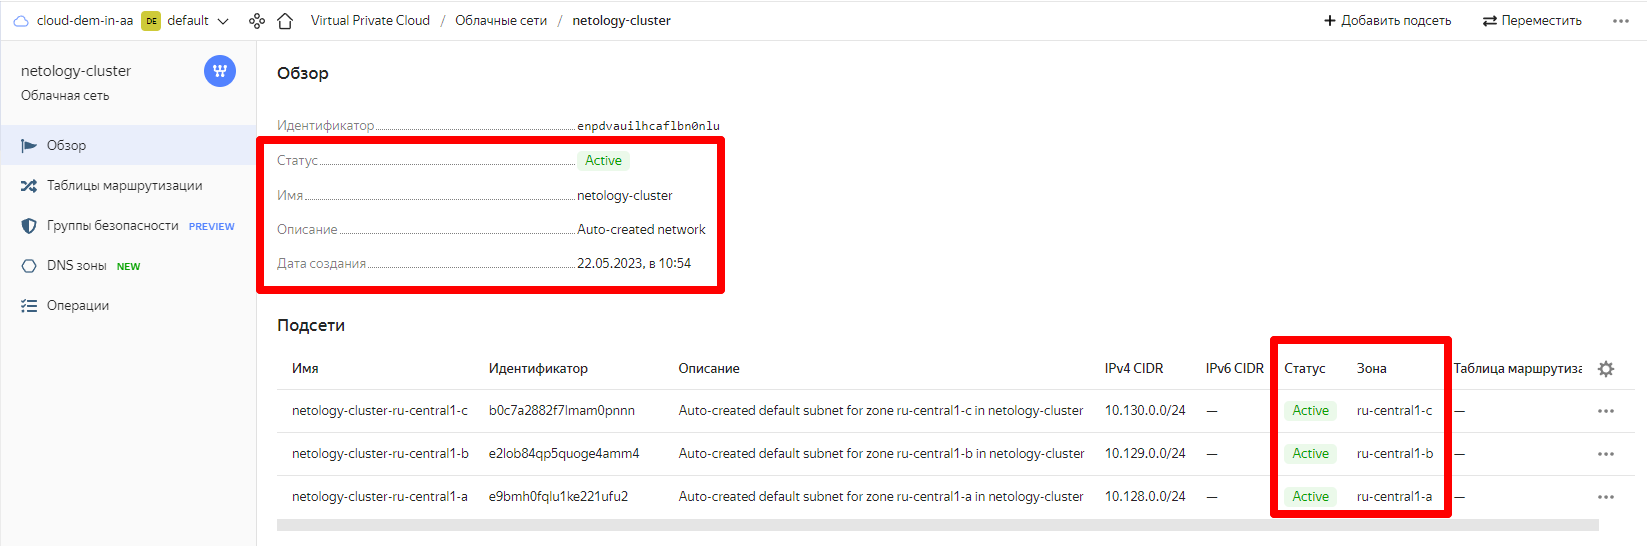 cloud-dem-in-aa DE default Virtual Private Cloud / Облачные сети / netology-cluster Добавить подсеть Переместить
netology-cluster
Облачная сеть
Обзор
Таблицы маршрутизации
Группы безопасности PREVIEW
DNS зоны NEW
Операции
Обзор
Идентификатор enpdvauilhcaflbn0nlu
Статус Active
Имя netology-cluster
Описание Auto-created network
Дата создания 22.05.2023, в 10:54
Подсети
Имя Идентификатор Описание IPv4 CIDR IPv6 CIDR Статус Зона Таблица маршрутиза
netology-cluster-ru-central1-c b0c7a2882f7lmam0pnnn Auto-created default subnet for zone ru-central1-c in netology-cluster 10.130.0.0/24 — Active ru-central1-c —
netology-cluster-ru-central1-b e2lob84qp5quoge4amm4 Auto-created default subnet for zone ru-central1-b in netology-cluster 10.129.0.0/24 — Active ru-central1-b —
netology-cluster-ru-central1-a e9bmh0fqlu1ke221ufu2 Auto-created default subnet for zone ru-central1-a in netology-cluster 10.128.0.0/24 — Active ru-central1-a —